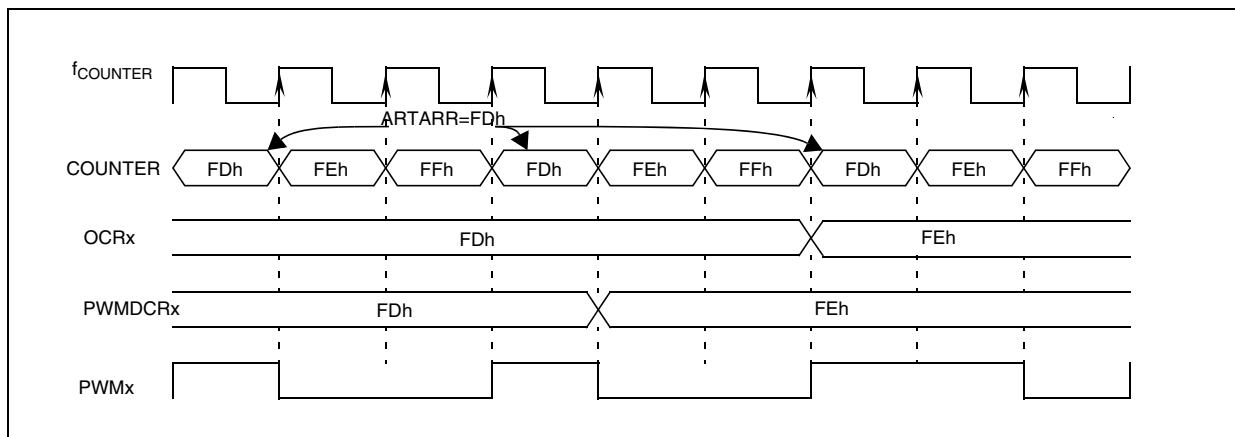 fCOUNTER
ARTARR=FDh
COUNTER FDh FEh FFh FDh FEh FFh FDh FEh FFh
OCRx FDh FEh
PWMDCRx FDh FEh
PWMx